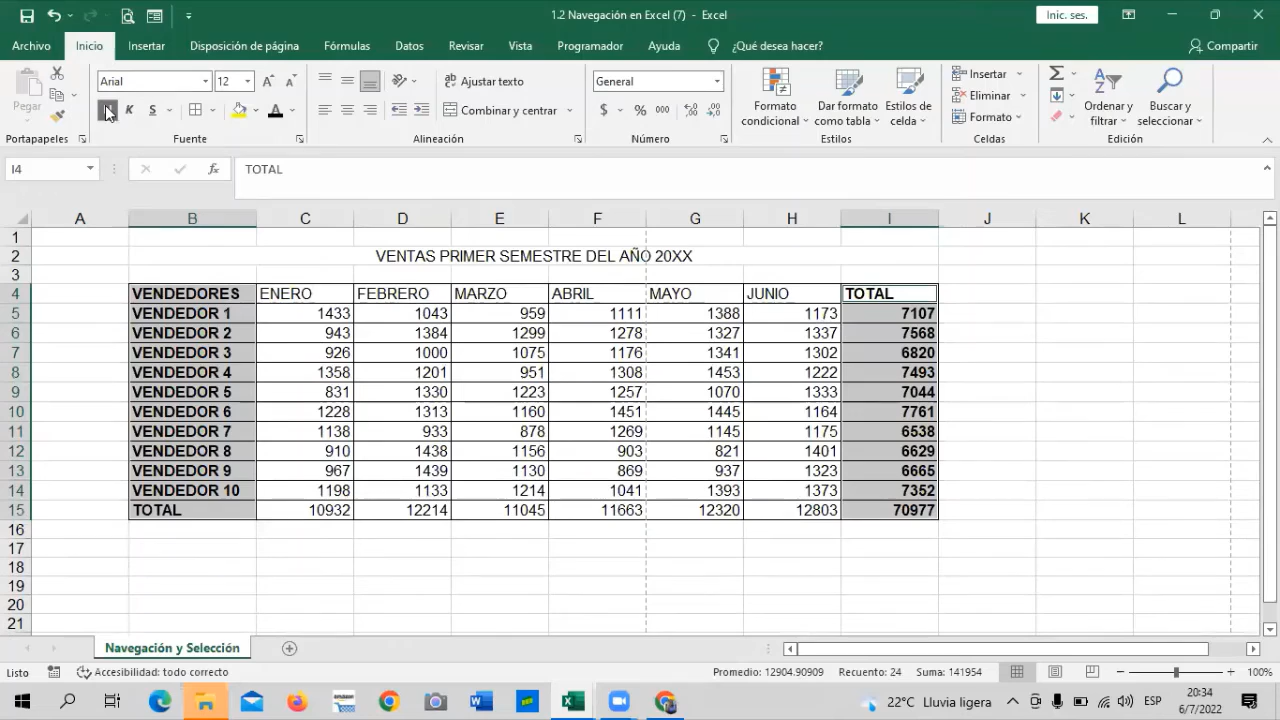 1.2 Navegación en Excel (7) - Excel
Inic. ses.
Archivo Inicio Insertar Disposición de página Fórmulas Datos Revisar Vista Programador Ayuda ¿Qué desea hacer? Compartir
Pegar
Portapapeles
Arial 12
K S
Fuente
Ajustar texto
Combinar y centrar
Alineación
General
$ % 000
Número
Formato condicional
Dar formato como tabla
Estilos de celda
Estilos
Insertar
Eliminar
Formato
Celdas
Ordenar y filtrar
Buscar y seleccionar
Edición
I4 fx TOTAL
A B C D E F G H I J K L
1
2 VENTAS PRIMER SEMESTRE DEL AÑO 20XX
3
4 VENDEDORES ENERO FEBRERO MARZO ABRIL MAYO JUNIO TOTAL
5 VENDEDOR 1 1433 1043 959 1111 1388 1173 7107
6 VENDEDOR 2 943 1384 1299 1278 1327 1337 7568
7 VENDEDOR 3 926 1000 1075 1176 1341 1302 6820
8 VENDEDOR 4 1358 1201 951 1308 1453 1222 7493
9 VENDEDOR 5 831 1330 1223 1257 1070 1333 7044
10 VENDEDOR 6 1228 1313 1160 1451 1445 1164 7761
11 VENDEDOR 7 1138 933 878 1269 1145 1175 6538
12 VENDEDOR 8 910 1438 1156 903 821 1401 6629
13 VENDEDOR 9 967 1439 1130 869 937 1323 6665
14 VENDEDOR 10 1198 1133 1214 1041 1393 1373 7352
15 TOTAL 10932 12214 11045 11663 12320 12803 70977
16
17
18
19
20
21
Navegación y Selección
Listo Accesibilidad: todo correcto Promedio: 12904.90909 Recuento: 24 Suma: 141954 100%
22°C Lluvia ligera ESP 20:34
6/7/2022